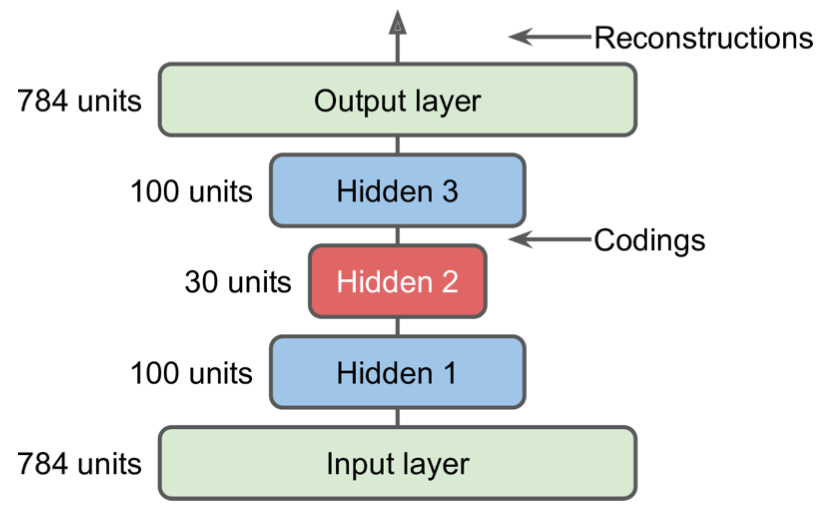 Reconstructions
784 units Output layer
100 units Hidden 3
Codings
30 units Hidden 2
100 units Hidden 1
784 units Input layer